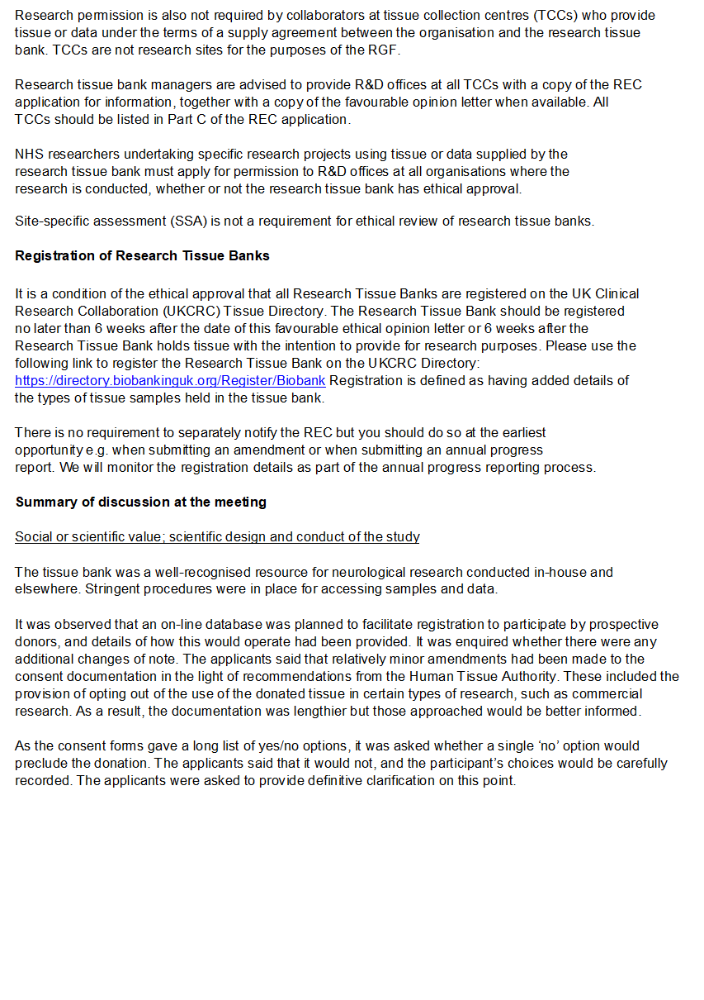 Research permission is also not required by collaborators at tissue collection centres (TCCs) who provide
tissue or data under the terms of a supply agreement between the organisation and the research tissue
bank. TCCs are not research sites for the purposes of the RGF.
Research tissue bank managers are advised to provide R&D offices at all TCCs with a copy of the REC
application for information, together with a copy of the favourable opinion letter when available. All
TCCs should be listed in Part C of the REC application.
NHS researchers undertaking specific research projects using tissue or data supplied by the
research tissue bank must apply for permission to R&D offices at all organisations where the
research is conducted, whether or not the research tissue bank has ethical approval.
Site-specific assessment (SSA) is not a requirement for ethical review of research tissue banks.
Registration of Research Tissue Banks
It is a condition of the ethical approval that all Research Tissue Banks are registered on the UK Clinical
Research Collaboration (UKCRC) Tissue Directory. The Research Tissue Bank should be registered
no later than 6 weeks after the date of this favourable ethical opinion letter or 6 weeks after the
Research Tissue Bank holds tissue with the intention to provide for research purposes. Please use the
following link to register the Research Tissue Bank on the UKCRC Directory:
https://directory.biobankinguk.org/Register/Biobank Registration is defined as having added details of
the types of tissue samples held in the tissue bank.
There is no requirement to separately notify the REC but you should do so at the earliest
opportunity e.g. when submitting an amendment or when submitting an annual progress
report. We will monitor the registration details as part of the annual progress reporting process.
Summary of discussion at the meeting
Social or scientific value; scientific design and conduct of the study
The tissue bank was a well-recognised resource for neurological research conducted in-house and
elsewhere. Stringent procedures were in place for accessing samples and data.
It was observed that an on-line database was planned to facilitate registration to participate by prospective
donors, and details of how this would operate had been provided. It was enquired whether there were any
additional changes of note. The applicants said that relatively minor amendments had been made to the
consent documentation in the light of recommendations from the Human Tissue Authority. These included the
provision of opting out of the use of the donated tissue in certain types of research, such as commercial
research. As a result, the documentation was lengthier but those approached would be better informed.
As the consent forms gave a long list of yes/no options, it was asked whether a single ‘no’ option would
preclude the donation. The applicants said that it would not, and the participant’s choices would be carefully
recorded. The applicants were asked to provide definitive clarification on this point.